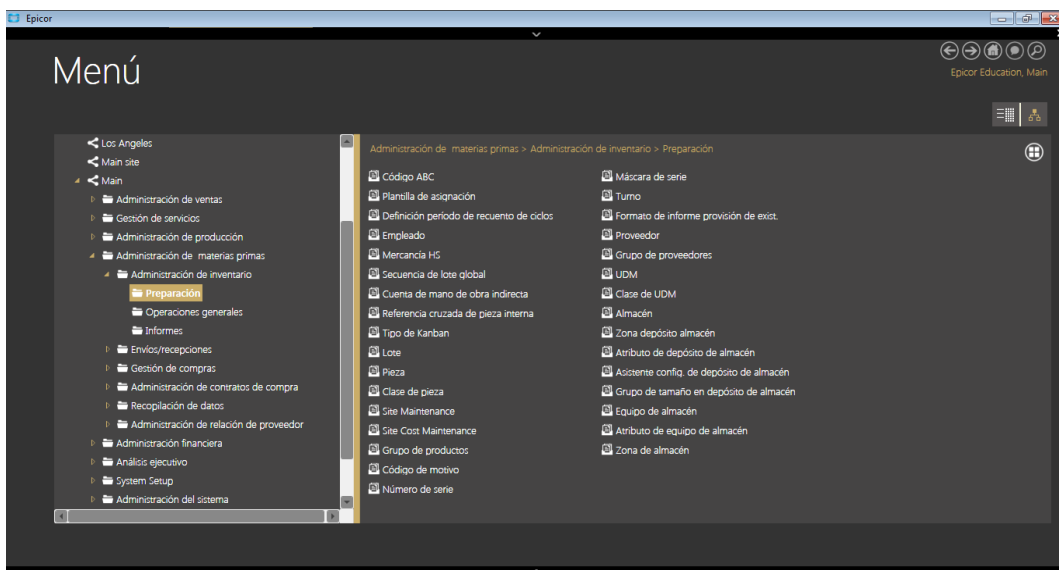 Epicor
Menú
Epicor Education, Main
Los Angeles
Main site
Main
Administración de ventas
Gestión de servicios
Administración de producción
Administración de materias primas
Administración de inventario
Preparación
Operaciones generales
Informes
Envíos/recepciones
Gestión de compras
Administración de contratos de compra
Recopilación de datos
Administración de relación de proveedor
Administración financiera
Análisis ejecutivo
System Setup
Administración del sistema
Administración de materias primas > Administración de inventario > Preparación
Código ABC
Plantilla de asignación
Definición período de recuento de ciclos
Empleado
Mercancía HS
Secuencia de lote global
Cuenta de mano de obra indirecta
Referencia cruzada de pieza interna
Tipo de Kanban
Lote
Pieza
Clase de pieza
Site Maintenance
Site Cost Maintenance
Grupo de productos
Código de motivo
Número de serie
Máscara de serie
Turno
Formato de informe provisión de exist.
Proveedor
Grupo de proveedores
UDM
Clase de UDM
Almacén
Zona depósito almacén
Atributo de depósito de almacén
Asistente config. de depósito de almacén
Grupo de tamaño en depósito de almacén
Equipo de almacén
Atributo de equipo de almacén
Zona de almacén